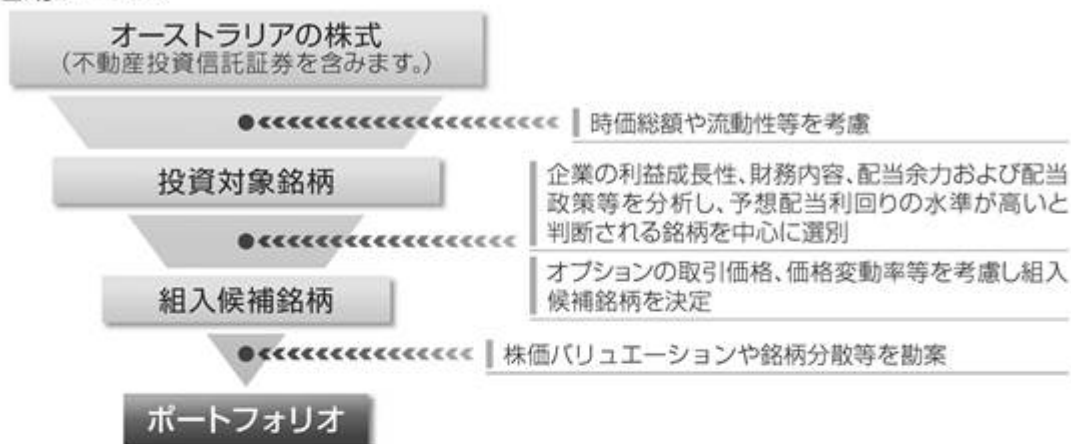 オーストラリアの株式
(不動産投資信託証券を含みます。)
時価総額や流動性等を考慮
投資対象銘柄
企業の利益成長性、財務内容、配当余力および配当
政策等を分析し、予想配当利回りの水準が高いと
判断される銘柄を中心に選別
オプションの取引価格、価格変動率等を考慮し組入
候補銘柄を決定
組入候補銘柄
株価バリュエーションや銘柄分散等を勘案
ポートフォリオ